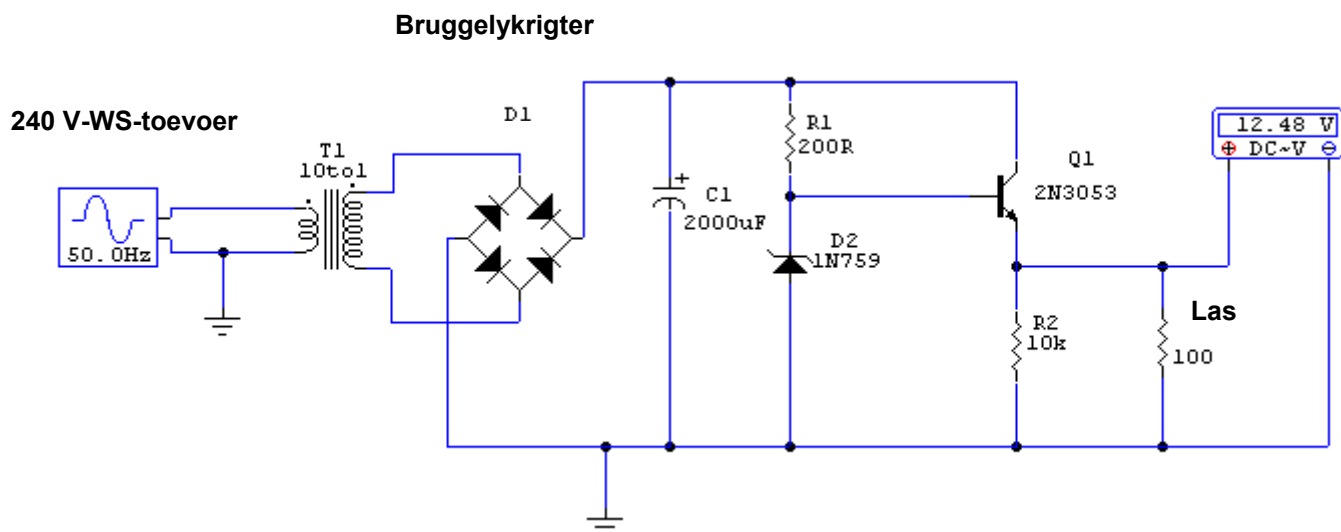 Bruggelykrigter
240 V-WS-toevoer
D1
T1
10to1
50.0Hz
C1
2000uF
R1
200R
D2
1N759
Q1
2N3053
R2
10k
Las
100
12.48 V
DC~V